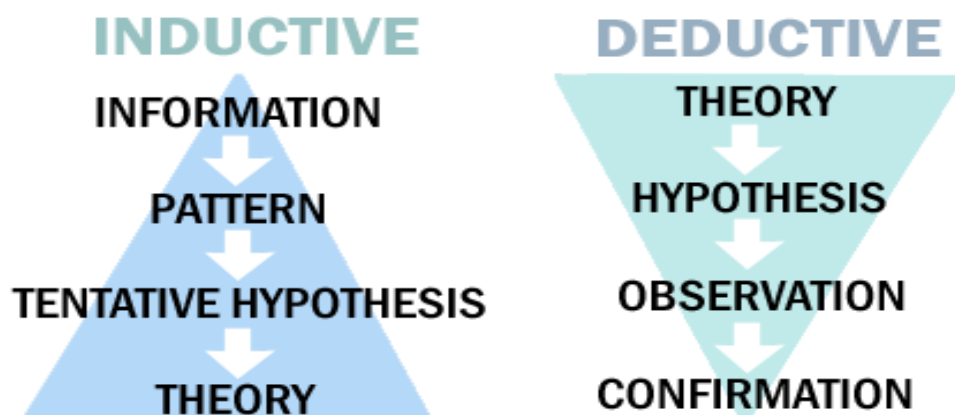 INDUCTIVE
INFORMATION
PATTERN
TENTATIVE HYPOTHESIS
THEORY
DEDUCTIVE
THEORY
HYPOTHESIS
OBSERVATION
CONFIRMATION